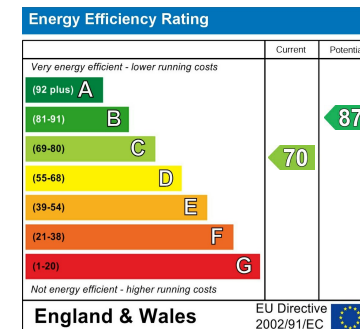 Energy Efficiency Rating
Current
Potentia
Very energy efficient - lower running costs
(92 plus) A
(81-91) B
87
(69-80) C
70
(55-68) D
(39-54) E
(21-38) F
(1-20) G
Not energy efficient - higher running costs
England & Wales
EU Directive
2002/91/EC